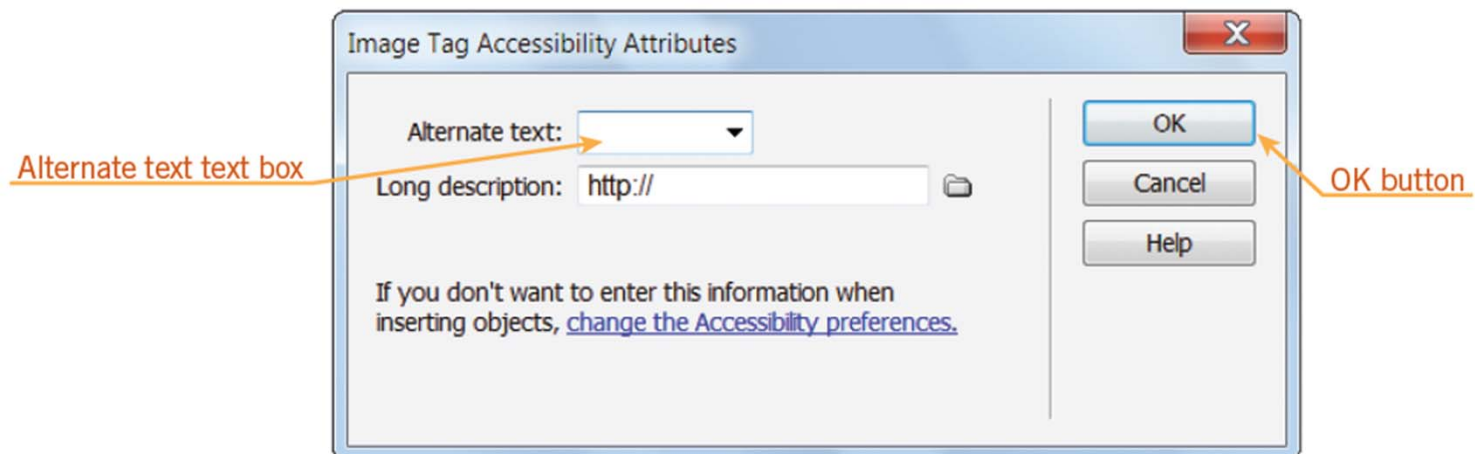 Image Tag Accessibility Attributes
Alternate text:
OK
Alternate text text box
Long description: http://
Cancel
OK button
Help
If you don't want to enter this information when
inserting objects, change the Accessibility preferences.